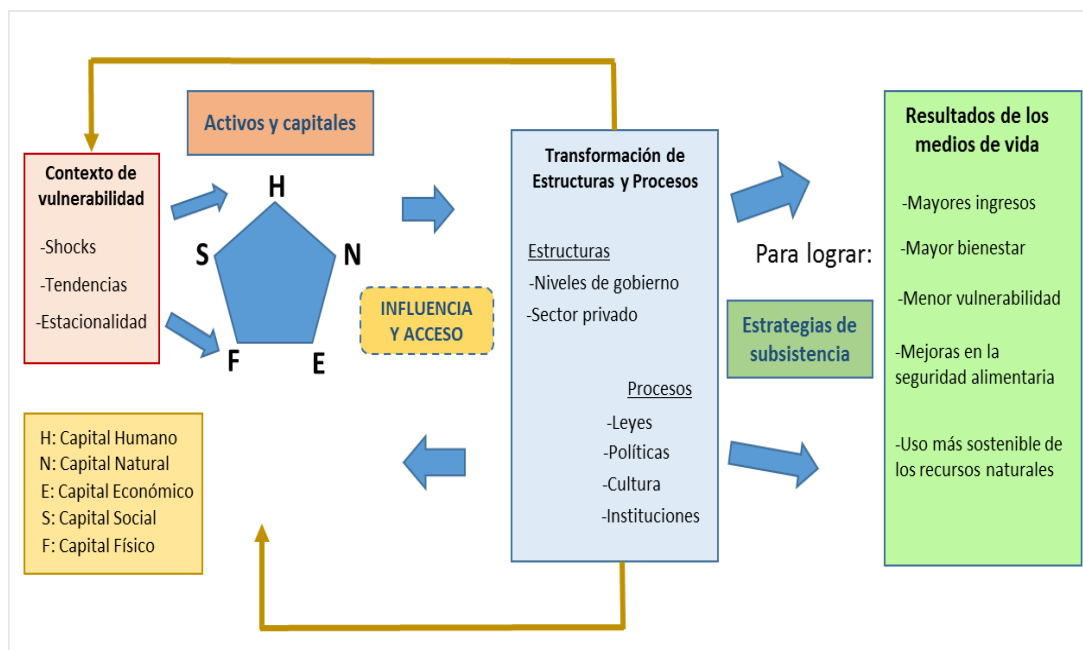 Activos y capitales
Contexto de
vulnerabilidad
-Shocks
-Tendencias
-Estacionalidad
H
S
N
F
E
H: Capital Humano
N: Capital Natural
E: Capital Económico
S: Capital Social
F: Capital Físico
INFLUENCIA
Y ACCESO
Transformación de
Estructuras y Procesos
Estructuras
-Niveles de gobierno
-Sector privado
Procesos
-Leyes
-Políticas
-Cultura
-Instituciones
Para lograr:
Estrategias de
subsistencia
Resultados de los
medios de vida
-Mayores ingresos
-Mayor bienestar
-Menor vulnerabilidad
-Mejoras en la
seguridad alimentaria
-Uso más sostenible de
los recursos naturales